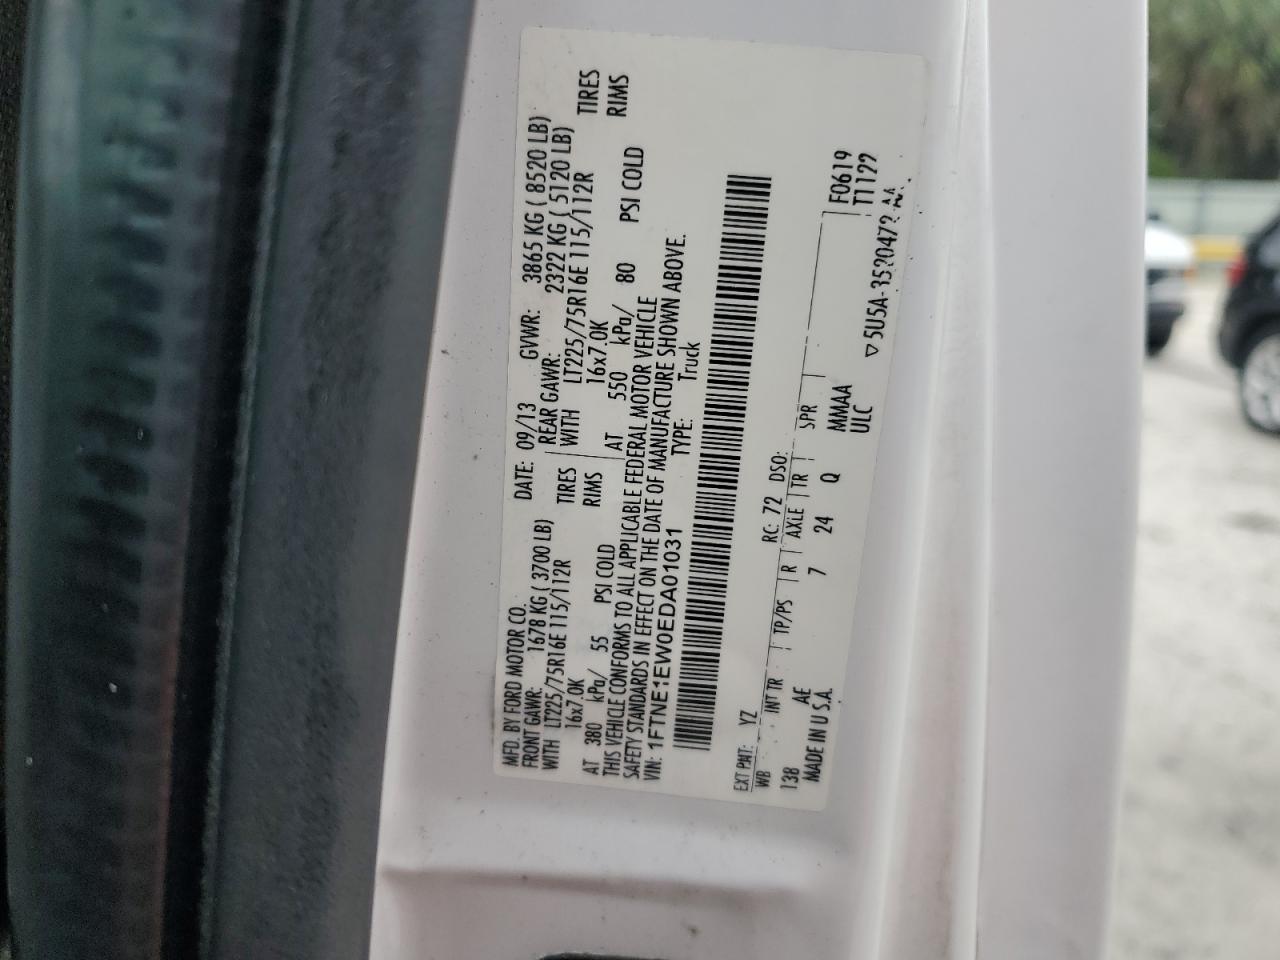 MFD. BY FORD MOTOR CO. DATE: 09/13 GVWR: 3865 KG ( 8520 LB)
FRONT GAWR: 1678 KG ( 3700 LB) REAR GAWR: 2322 KG ( 5120 LB)
WITH LT225/75R16E 115/112R TIRES WITH LT225/75R16E 115/112R TIRES
16x7.0K RIMS 16x7.0K RIMS
AT 380 kPa/ 55 PSI COLD AT 550 kPa/ 80 PSI COLD
THIS VEHICLE CONFORMS TO ALL APPLICABLE FEDERAL MOTOR VEHICLE
SAFETY STANDARDS IN EFFECT ON THE DATE OF MANUFACTURE SHOWN ABOVE.
VIN: 1FTNE1EW0EDA01031 TYPE: Truck
EXT PNT: YZ RC: 72 DSO:
WB INT TR TP/PS R AXLE TR SPR F0619
138 AE 7 24 Q MMAA T1122
MADE IN U.S.A. ULC